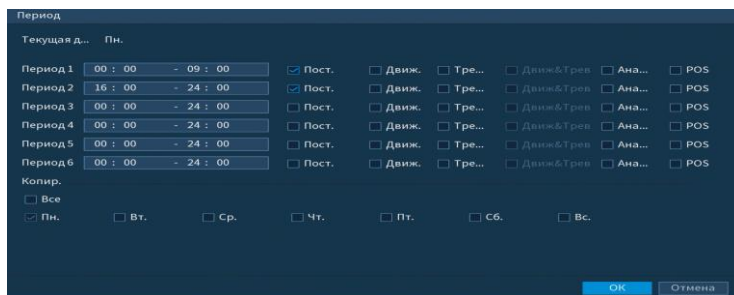 Период
Текущая д... Пн.
Период 1 00 : 00 - 09 : 00 Пост. Движ. Тре... Движ&Трев Ана... POS
Период 2 16 : 00 - 24 : 00 Пост. Движ. Тре... Движ&Трев Ана... POS
Период 3 00 : 00 - 24 : 00 Пост. Движ. Тре... Движ&Трев Ана... POS
Период 4 00 : 00 - 24 : 00 Пост. Движ. Тре... Движ&Трев Ана... POS
Период 5 00 : 00 - 24 : 00 Пост. Движ. Тре... Движ&Трев Ана... POS
Период 6 00 : 00 - 24 : 00 Пост. Движ. Тре... Движ&Трев Ана... POS
Копир.
Все
Пн. Вт. Ср. Чт. Пт. Сб. Вс.
OK Отмена